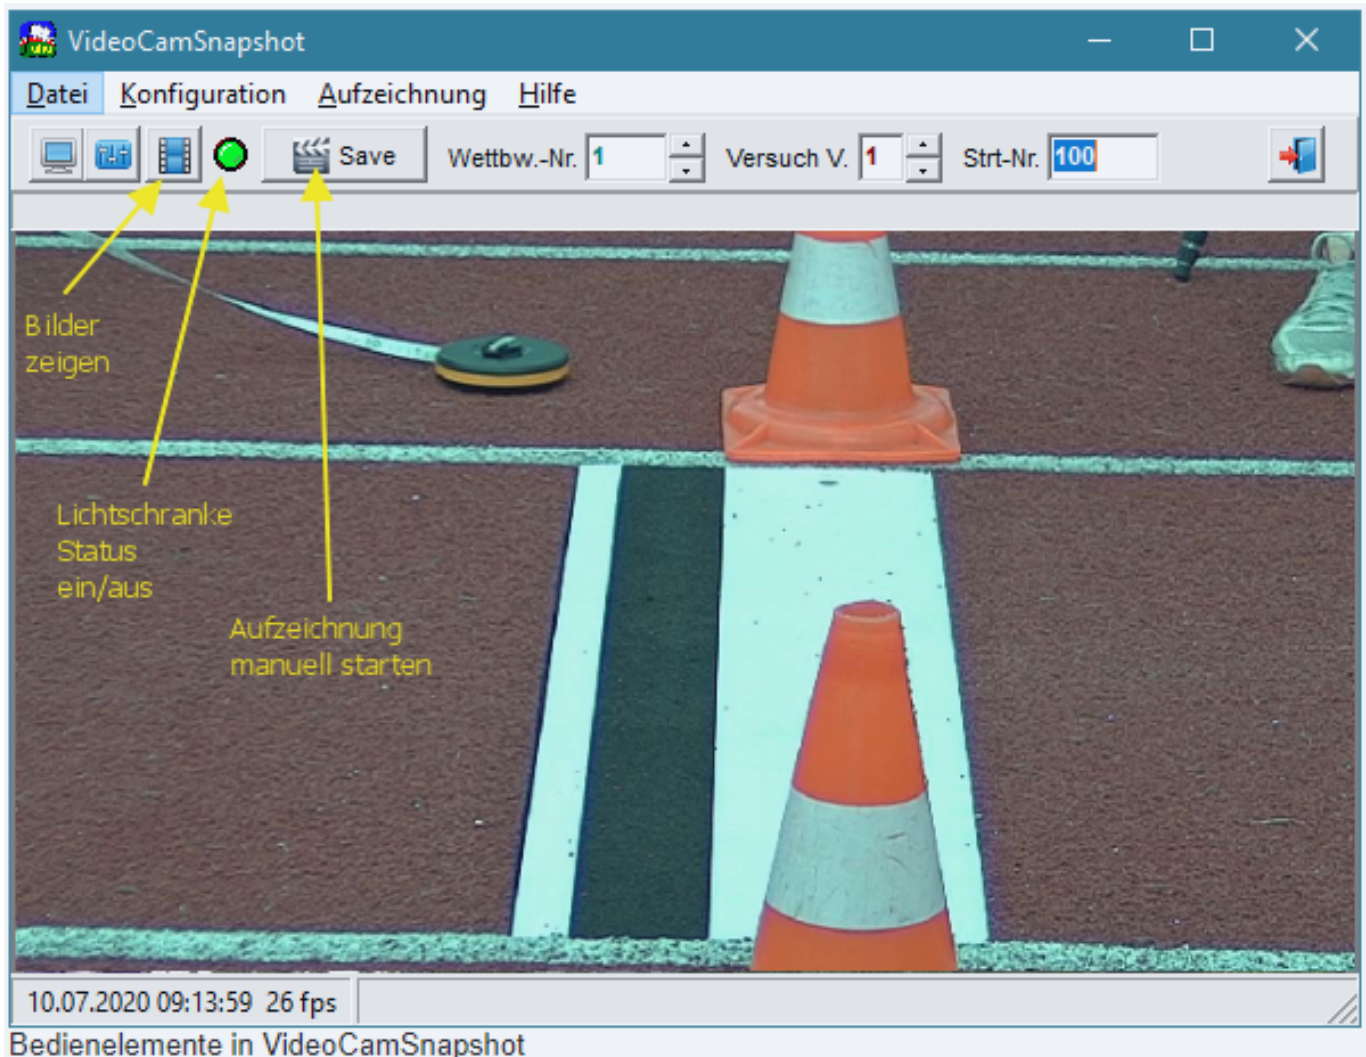 VideoCamSnapshot
Datei Konfiguration Aufzeichnung Hilfe
Save Wettbw.-Nr. 1 Versuch V. 1 Strt-Nr. 100
Bilder
zeigen
Lichtschranke
Status
ein/aus
Aufzeichnung
manuell starten
10.07.2020 09:13:59 26 fps
Bedienelemente in VideoCamSnapshot